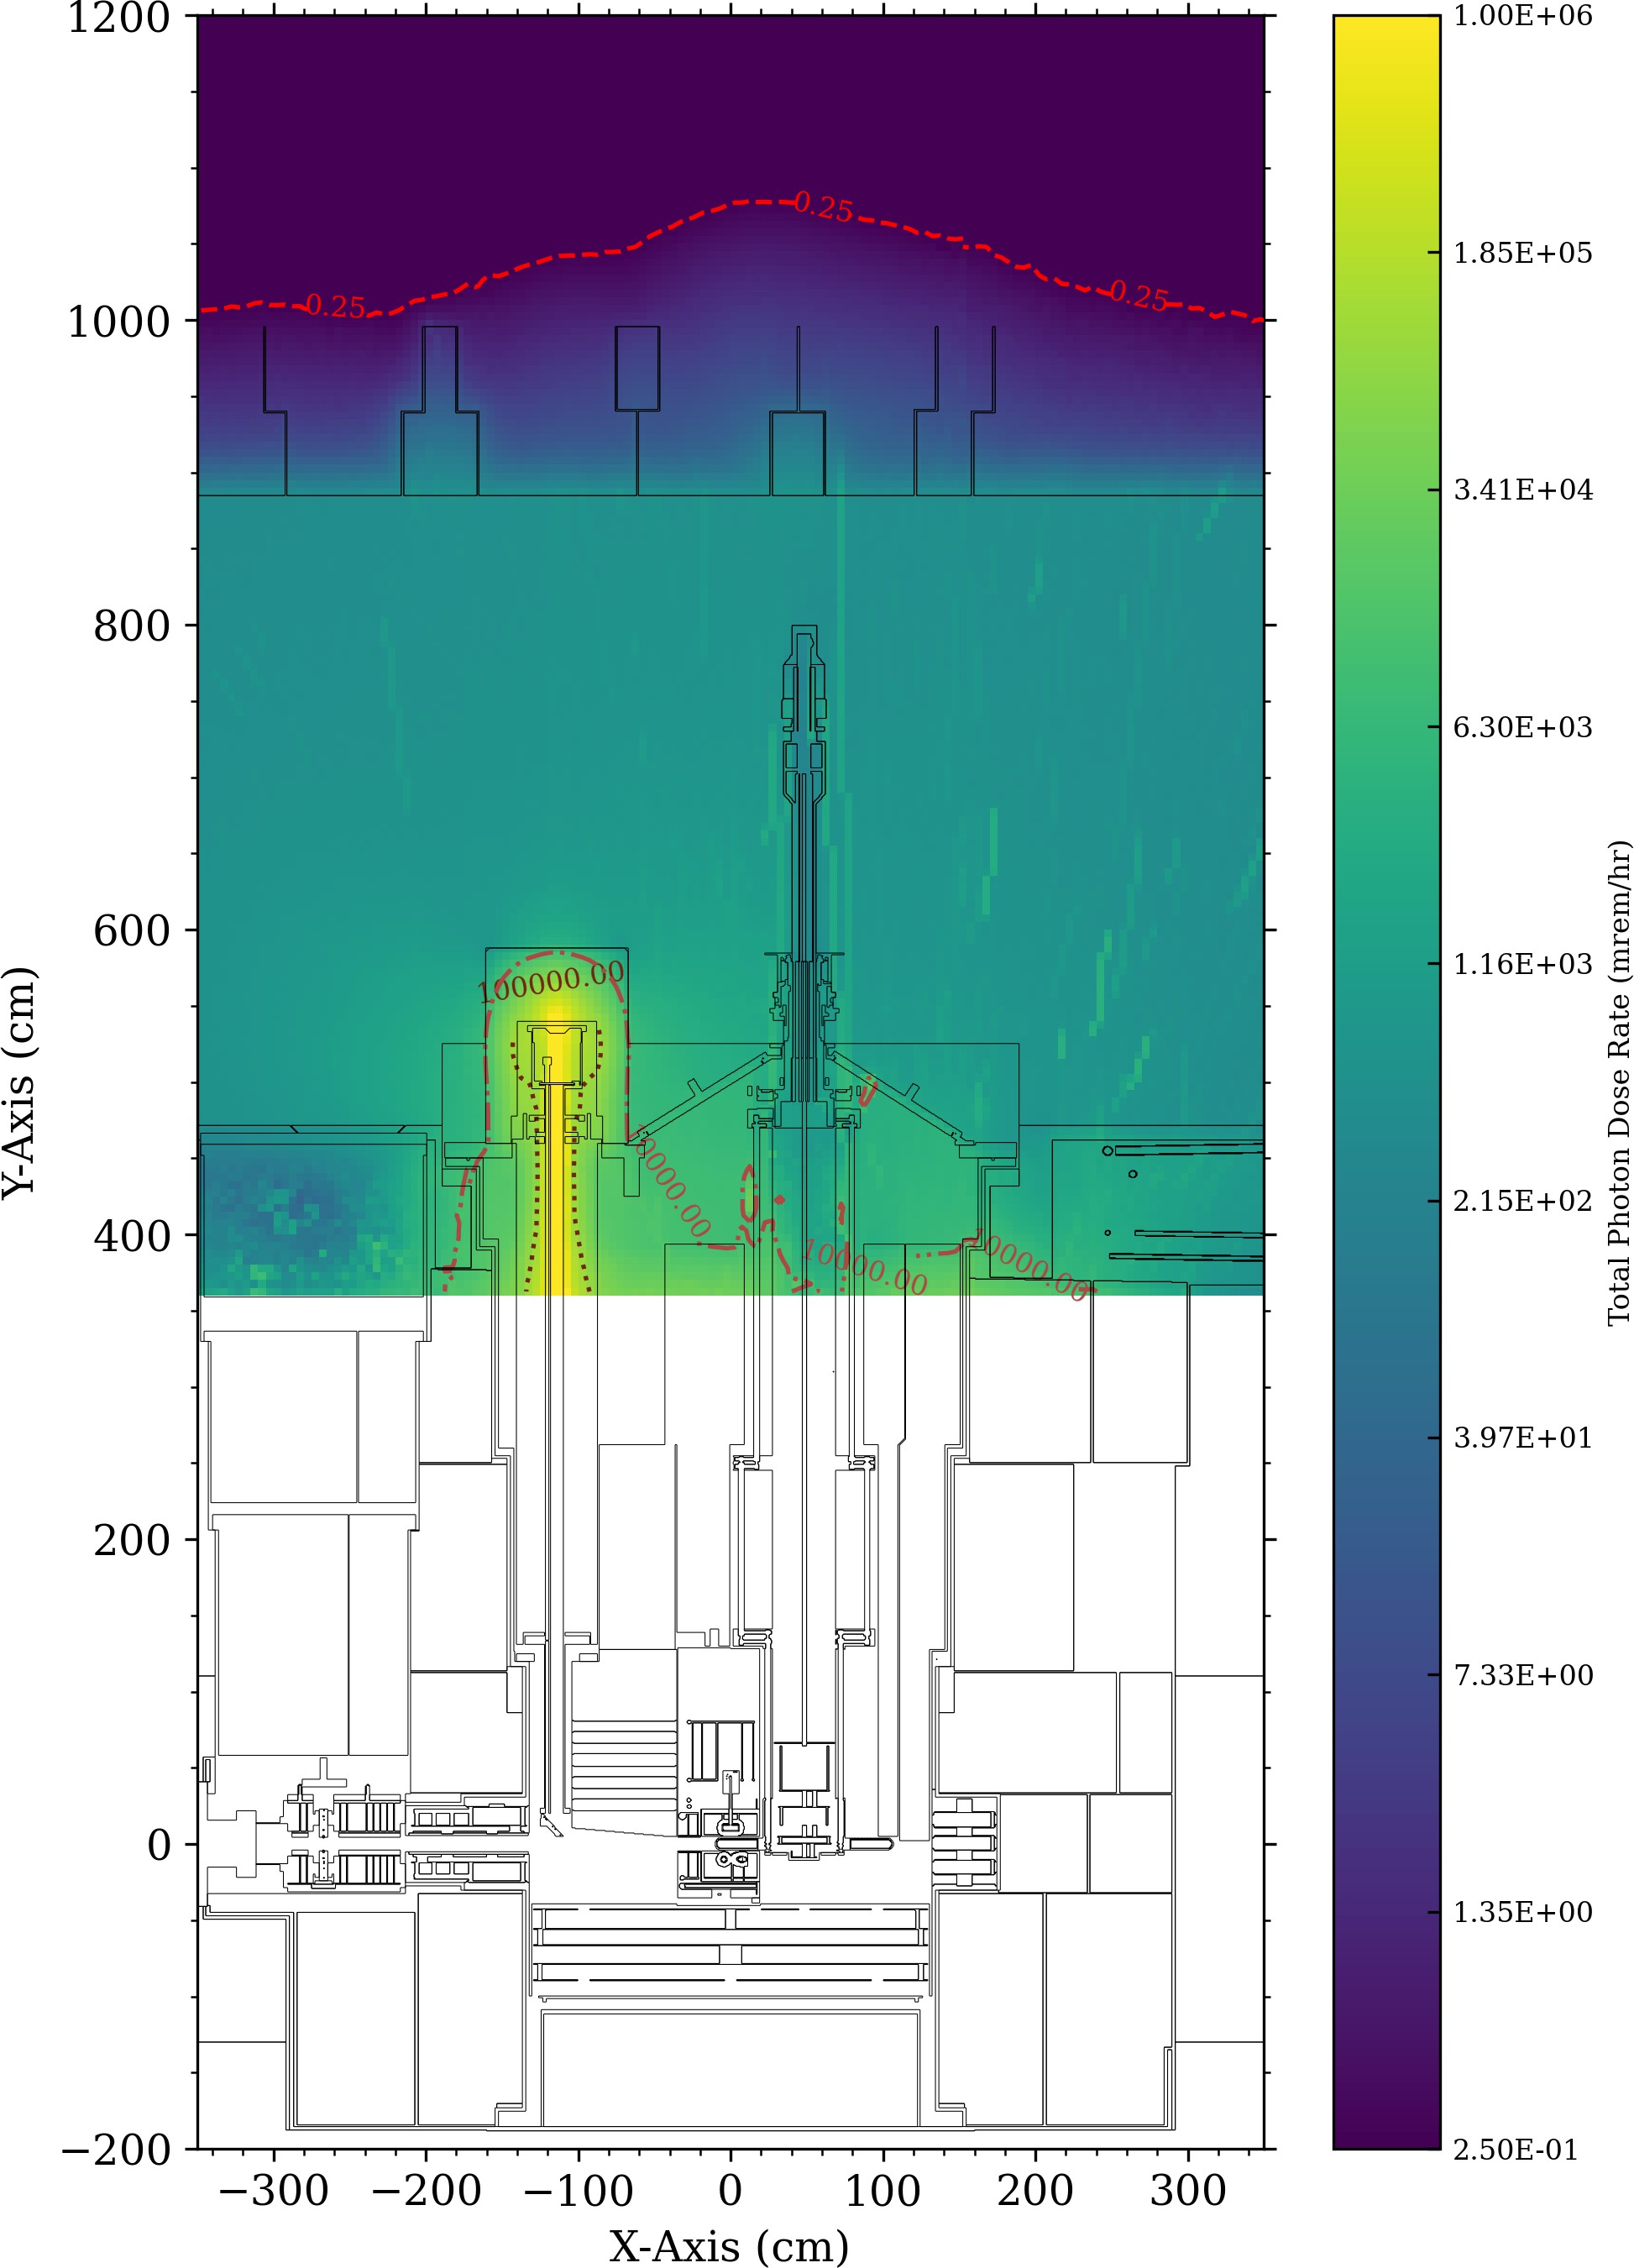 1200
1000
800
600
400
200
0
−200
Y-Axis (cm)
0.25
0.25
0.25
100000.00
10000.00
10000.00
−300
−200
−100
0
100
200
300
X-Axis (cm)
1.00E+06
1.85E+05
3.41E+04
6.30E+03
1.16E+03
2.15E+02
3.97E+01
7.33E+00
1.35E+00
2.50E-01
Total Photon Dose Rate (mrem/hr)